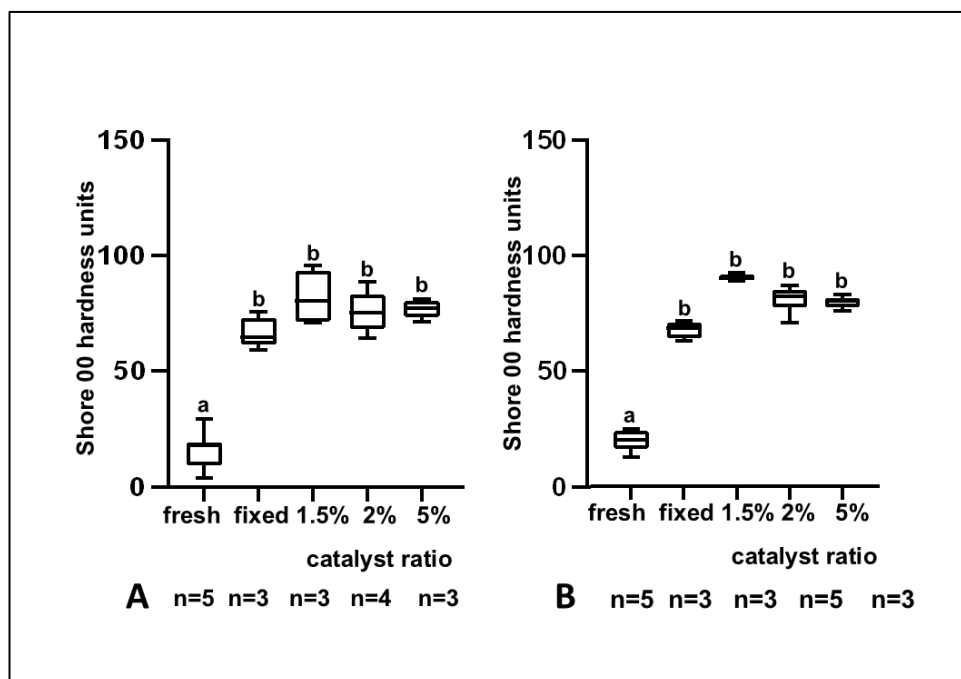 Shore 00 hardness units
150
100
50
0
a
b
b
b
b
fresh fixed 1.5% 2% 5%
catalyst ratio
A n=5 n=3 n=3 n=4 n=3
Shore 00 hardness units
150
100
50
0
a
b
b
b
b
fresh fixed 1.5% 2% 5%
catalyst ratio
B n=5 n=3 n=3 n=5 n=3